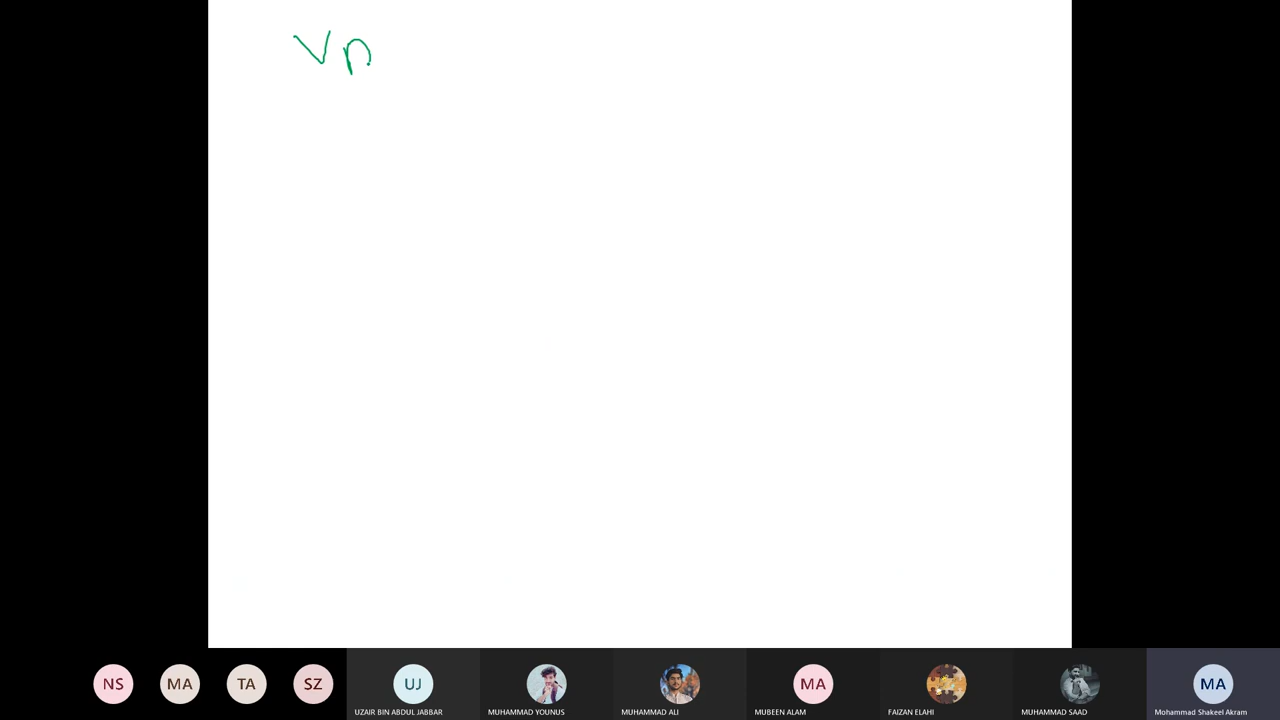 Vn
NS
MA
TA
SZ
UJ
MA
MA
UZAIR BIN ABDUL JABBAR
MUHAMMAD YOUNUS
MUHAMMAD ALI
MUBEEN ALAM
FAIZAN ELAHI
MUHAMMAD SAAD
Mohammad Shakeel Akram